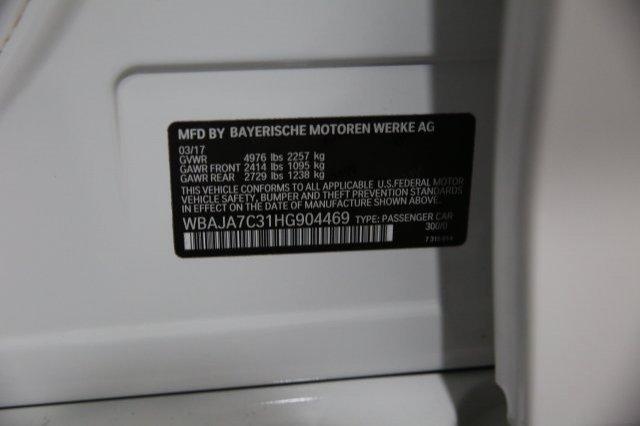 MFD BY BAYERISCHE MOTOREN WERKE AG
03/17
GVWR 4976 lbs 2257 kg
GAWR FRONT 2414 lbs 1095 kg
GAWR REAR 2729 lbs 1238 kg
THIS VEHICLE CONFORMS TO ALL APPLICABLE U.S.FEDERAL MOTOR
VEHICLE SAFETY, BUMPER, AND THEFT PREVENTION STANDARDS
IN EFFECT ON THE DATE OF MANUFACTURE SHOWN ABOVE.
WBAJA7C31HG904469 TYPE: PASSENGER CAR
300/0